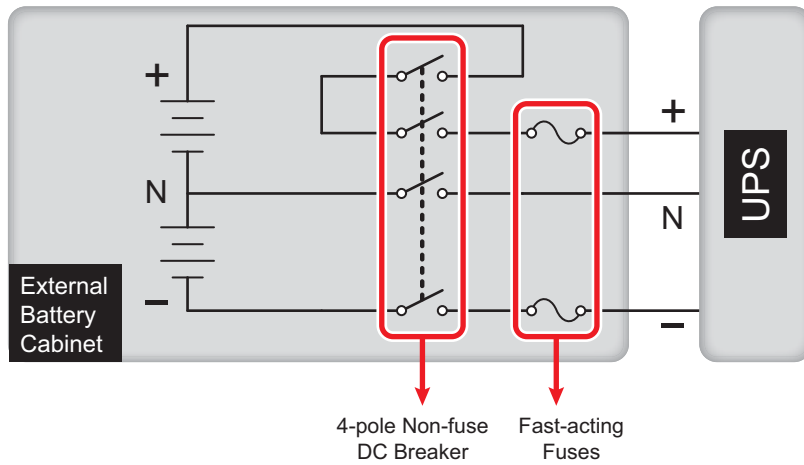 +
+
N
N
UPS
External
Battery
Cabinet
−
−
4-pole Non-fuse
DC Breaker
Fast-acting
Fuses